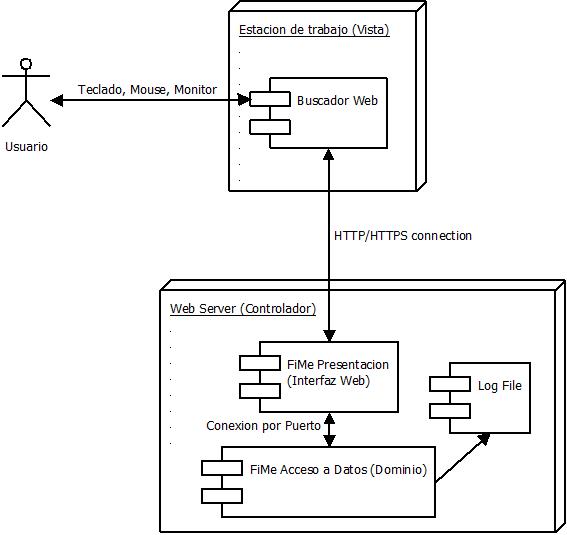 Estacion de trabajo (Vista)
Teclado, Mouse, Monitor
Buscador Web
Usuario
HTTP/HTTPS connection
Web Server (Controlador)
FiMe Presentacion
(Interfaz Web)
Log File
Conexion por Puerto
FiMe Acceso a Datos (Dominio)